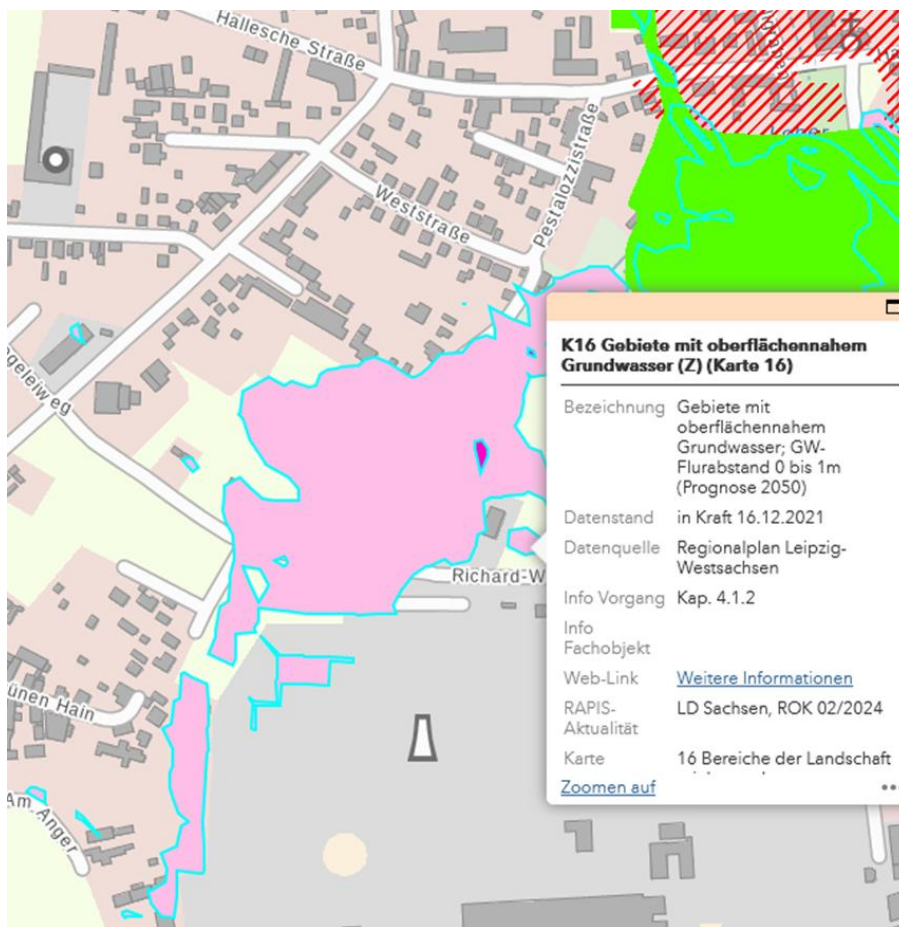 Hallesche Straße
Weststraße
Pestalozzistraße
Richard-W
Am Anger
K16 Gebiete mit oberflächennahem
Grundwasser (Z) (Karte 16)
Bezeichnung Gebiete mit
oberflächennahem
Grundwasser; GW-
Flurabstand 0 bis 1m
(Prognose 2050)
Datenstand in Kraft 16.12.2021
Datenquelle Regionalplan Leipzig-
Westsachsen
Info Vorgang Kap. 4.1.2
Info
Fachobjekt
Web-Link Weitere Informationen
RAPIS-
Aktualität LD Sachsen, ROK 02/2024
Karte 16 Bereiche der Landschaft
Zoomen auf
ünen Hain
geleiweg